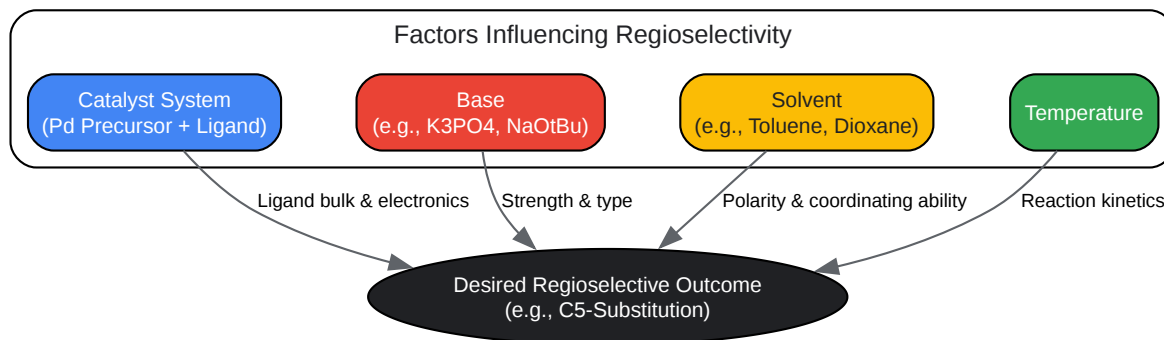 Factors Influencing Regioselectivity
Catalyst System
(Pd Precursor + Ligand)
Base
(e.g., K3PO4, NaOtBu)
Solvent
(e.g., Toluene, Dioxane)
Temperature
Ligand bulk & electronics
Strength & type
Polarity & coordinating ability
Reaction kinetics
Desired Regioselective Outcome
(e.g., C5-Substitution)